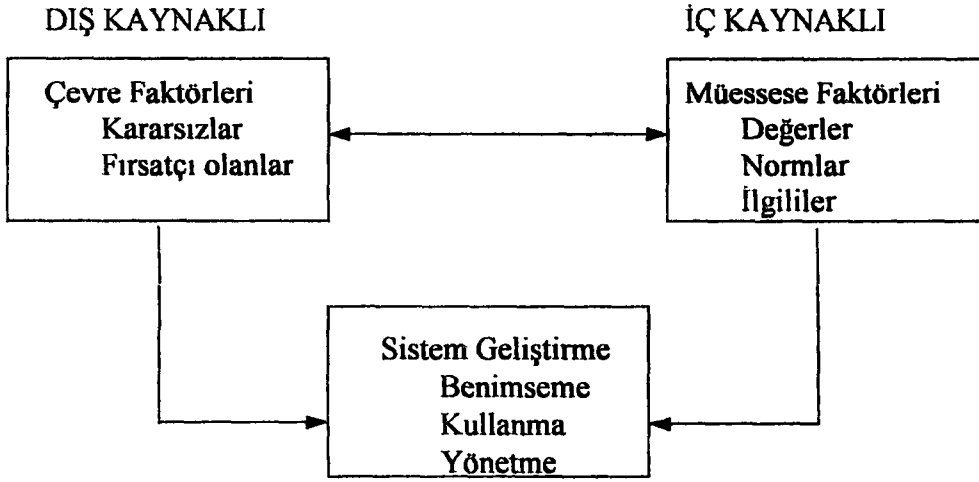 DIŞ KAYNAKLI
Çevre Faktörleri
Kararsızlar
Fırsatçı olanlar
İÇ KAYNAKLI
Müessese Faktörleri
Değerler
Normlar
İlgililer
Sistem Geliştirme
Benimseme
Kullanma
Yönetme